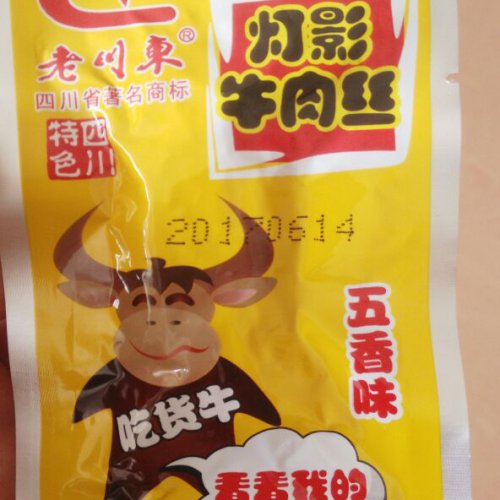 老川東®
四川省著名商标
四川
特色
灯影
牛肉丝
20170614
五香味
吃货牛
看看我的